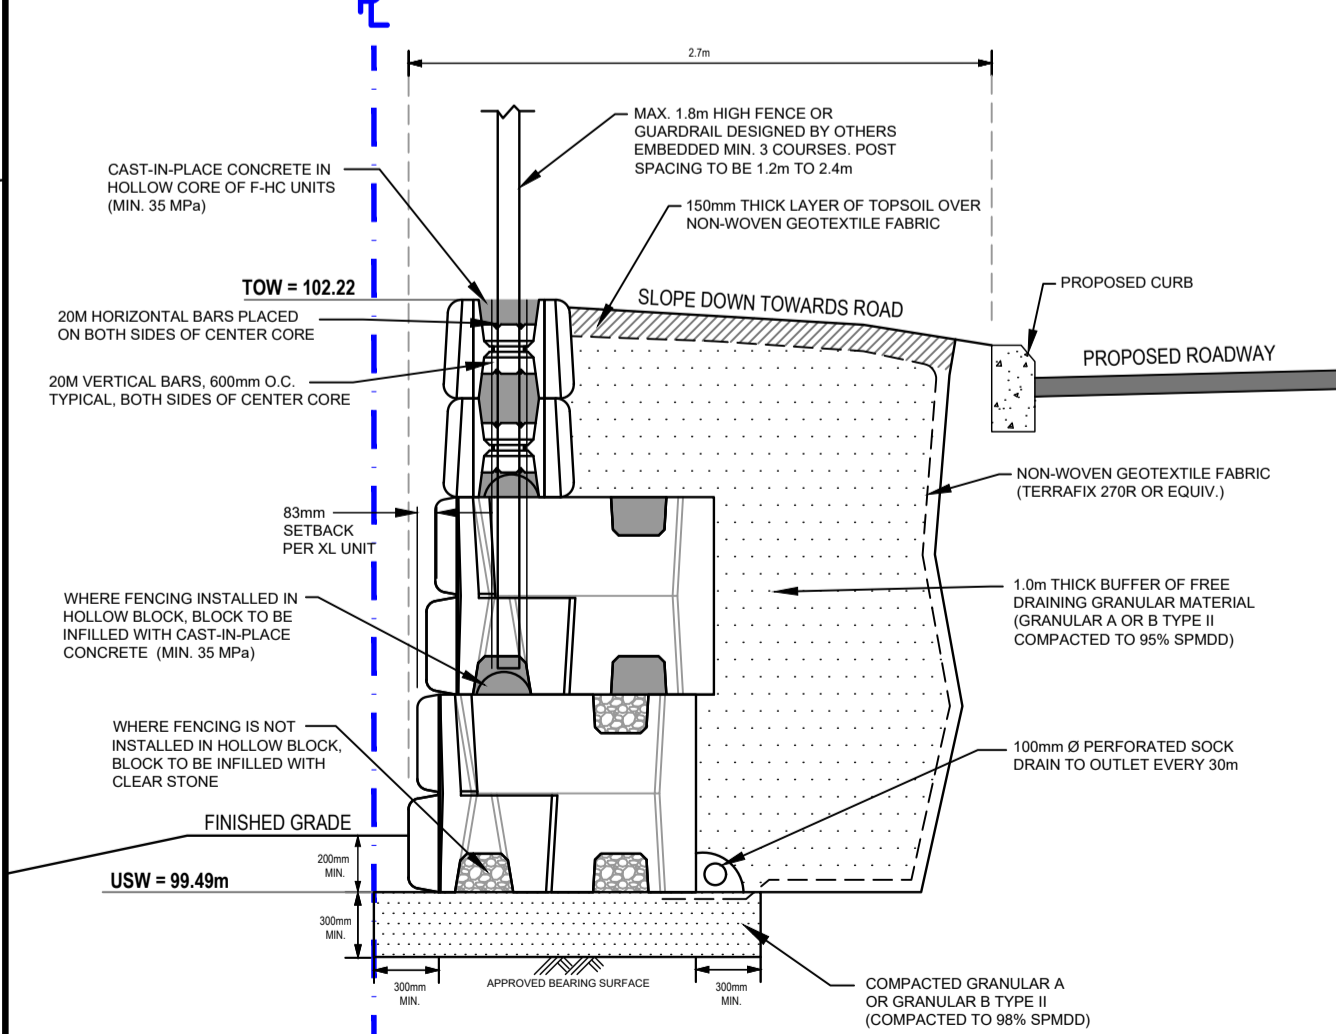 PL
2.7m
MAX. 1.8m HIGH FENCE OR
GUARDRAIL DESIGNED BY OTHERS
EMBEDDED MIN. 3 COURSES. POST
SPACING TO BE 1.2m TO 2.4m
CAST-IN-PLACE CONCRETE IN
HOLLOW CORE OF F-HC UNITS
(MIN. 35 MPa)
150mm THICK LAYER OF TOPSOIL OVER
NON-WOVEN GEOTEXTILE FABRIC
TOW = 102.22
SLOPE DOWN TOWARDS ROAD
PROPOSED CURB
20M HORIZONTAL BARS PLACED
ON BOTH SIDES OF CENTER CORE
PROPOSED ROADWAY
20M VERTICAL BARS, 600mm O.C.
TYPICAL, BOTH SIDES OF CENTER CORE
NON-WOVEN GEOTEXTILE FABRIC
(TERRAFIX 270R OR EQUIV.)
83mm
SETBACK
PER XL UNIT
WHERE FENCING INSTALLED IN
HOLLOW BLOCK, BLOCK TO BE
INFILLED WITH CAST-IN-PLACE
CONCRETE (MIN. 35 MPa)
1.0m THICK BUFFER OF FREE
DRAINING GRANULAR MATERIAL
(GRANULAR A OR B TYPE II
COMPACTED TO 95% SPMDD)
WHERE FENCING IS NOT
INSTALLED IN HOLLOW BLOCK,
BLOCK TO BE INFILLED WITH
CLEAR STONE
100mm Ø PERFORATED SOCK
DRAIN TO OUTLET EVERY 30m
FINISHED GRADE
200mm
MIN.
USW = 99.49m
300mm
MIN.
300mm
MIN.
APPROVED BEARING SURFACE
300mm
MIN.
COMPACTED GRANULAR A
OR GRANULAR B TYPE II
(COMPACTED TO 98% SPMDD)